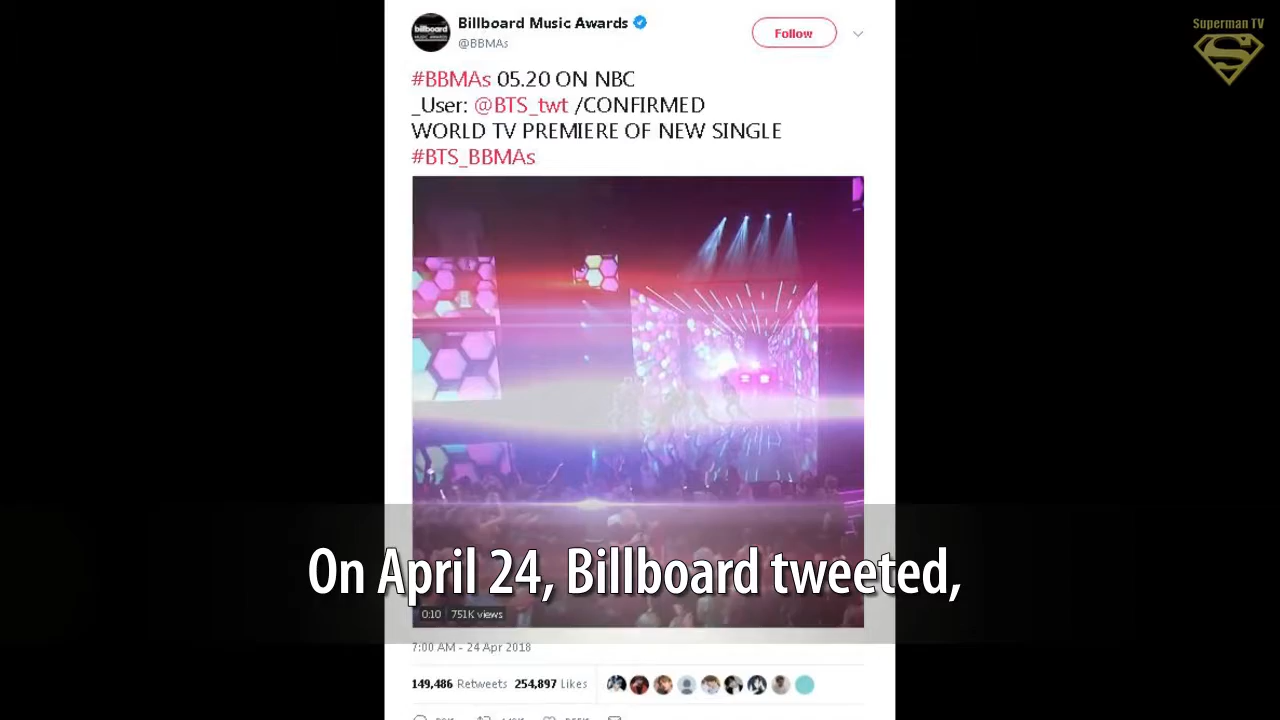 Superman TV
billboard
Billboard Music Awards
@BBMAs
Follow
#BBMAs 05.20 ON NBC
_User: @BTS_twt /CONFIRMED
WORLD TV PREMIERE OF NEW SINGLE
#BTS_BBMAs
On April 24, Billboard tweeted,
0:10 751K views
7:00 AM - 24 Apr 2018
149,486 Retweets 254,897 Likes